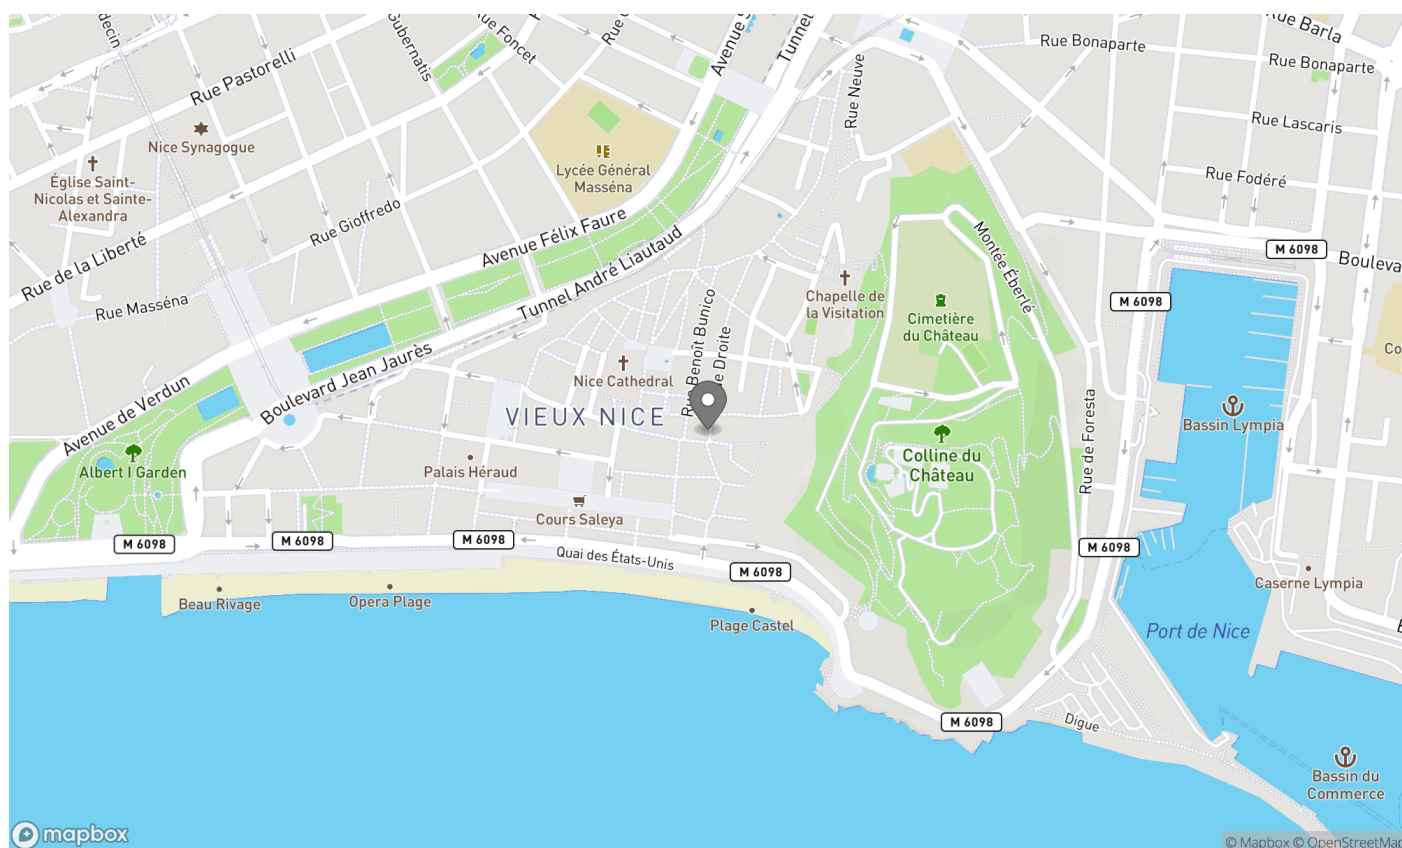 decin
Gubernatis
Rue Foncet
Avenue
Tunnel
Rue Barla
Rue Bonaparte
Rue Bonaparte
Rue Pastorelli
Rue Neuve
Rue Lascaris
Nice Synagogue
Lycée Général
Masséna
Église Saint-
Nicolas et Sainte-
Alexandra
Rue Fodéré
Rue Gioffredo
Avenue Félix Faure
Rue de la Liberté
Tunnel André Liautaud
Montée Éberlé
M 6098
Boulevar
Rue Masséna
Chapelle de
la Visitation
M 6098
Cimetière
du Château
Rue Benoît Bunico
e Droite
Boulevard Jean Jaurès
Nice Cathedral
Co
Avenue de Verdun
VIEUX NICE
Rue de Foresta
Bassin Lympia
Colline du
Château
Albert I Garden
Palais Héraud
Cours Saleya
M 6098
M 6098
M 6098
M 6098
Quai des États-Unis
M 6098
Caserne Lympia
Beau Rivage
Opera Plage
Plage Castel
Port de Nice
M 6098
Digue
Bassin du
Commerce
mapbox
© Mapbox © OpenStreetMap